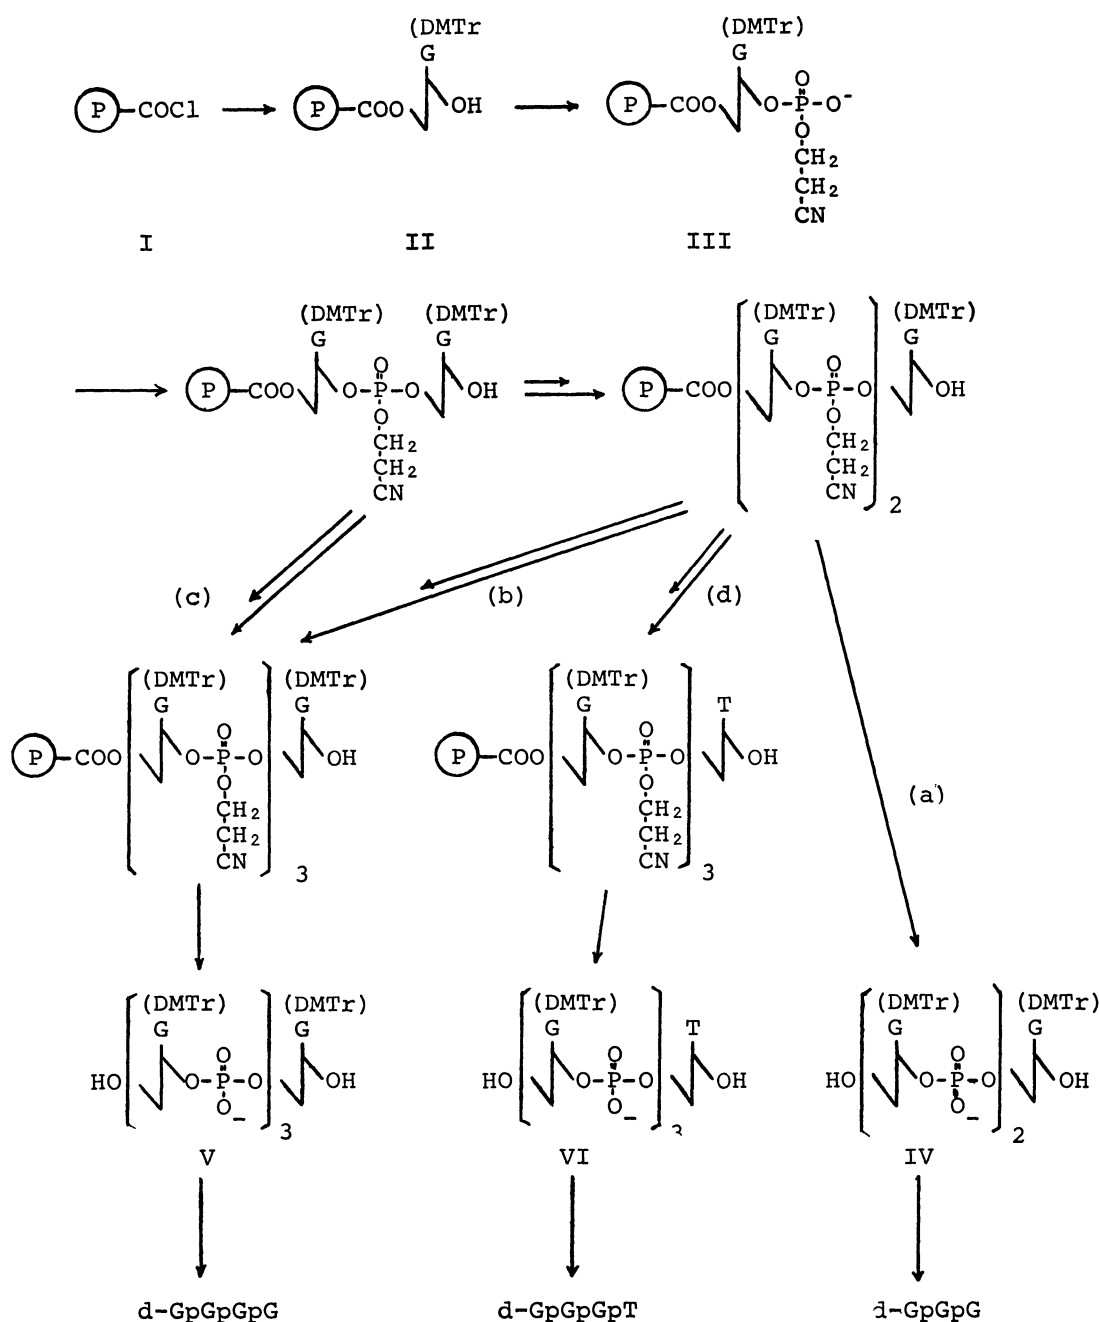 (DMTr (DMTr)
G G
P-COCl P-COO OH P-COO O-P-O-
O
O
CH2
CH2
CN
I II III
(DMTr) (DMTr) (DMTr) (DMTr)
G G G G
O O
P-COO O-P-O OH P-COO O-P-O OH
O O
CH2 CH2
CH2 CH2
CN CN 2
(c) (b) (d)
(DMTr) (DMTr) (DMTr) T
G G G
O O
P-COO O-P-O OH P-COO O-P-O OH
O O
CH2 CH2
CH2 CH2
CN 3 CN 3
(a)
(DMTr) (DMTr) (DMTr) T (DMTr) (DMTr)
G G G G G
O O O
HO O-P-O OH HO O-P-O OH HO O-P-O OH
O- 3 O- 3 O- 2
V VI IV
d-GpGpGpG d-GpGpGpT d-GpGpG